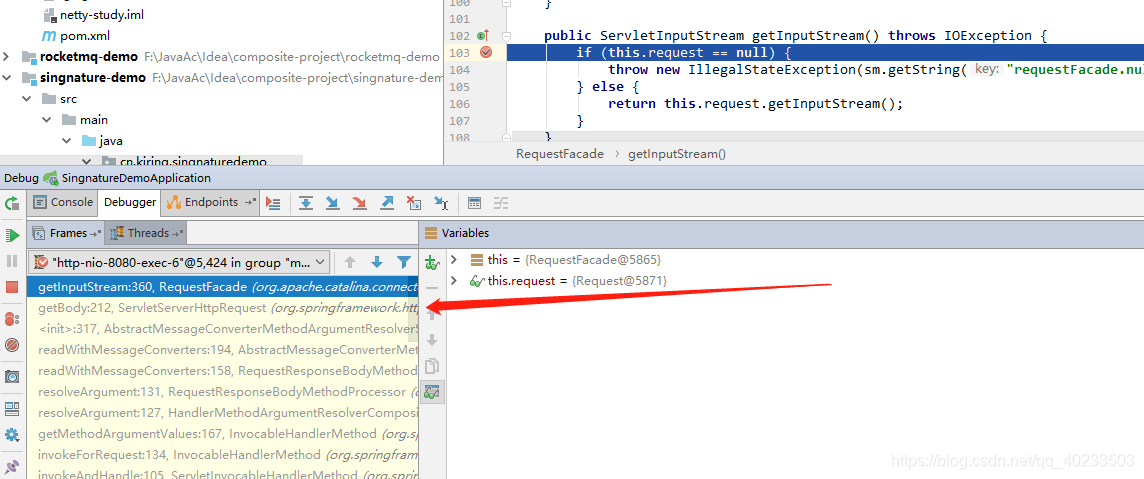 netty-study.iml
pom.xml
rocketmq-demo F:\JavaAc\Idea\composite-project\rocketmq-demo
singnature-demo F:\JavaAc\Idea\composite-project\singnature-den
src
main
java
cn.kiring.singnaturedemo
100 }
101
102 public ServletInputStream getInputStream() throws IOException {
103 if (this.request == null) {
104 throw new IllegalStateException(sm.getString( key: "requestFacade.nu
105 } else {
106 return this.request.getInputStream();
107 }
108 }
RequestFacade › getInputStream()
Debug SingnatureDemoApplication
Console Debugger Endpoints
Frames Threads Variables
"http-nio-8080-exec-6"@5,424 in group "m...
getInputStream:360, RequestFacade (org.apache.catalina.connect
getBody:212, ServletServerHttpRequest (org.springframework.htt
<init>:317, AbstractMessageConverterMethodArgumentResolverS
readWithMessageConverters:194, AbstractMessageConverterMet
readWithMessageConverters:158, RequestResponseBodyMethod
resolveArgument:131, RequestResponseBodyMethodProcessor (o
resolveArgument:127, HandlerMethodArgumentResolverComposi
getMethodArgumentValues:167, InvocableHandlerMethod (org.s
invokeForRequest:134, InvocableHandlerMethod (org.springfram
invokeAndHandle:105, ServletInvocableHandlerMethod (org.sprin
this = {RequestFacade@5865}
this.request = {Request@5871}
https://blog.csdn.net/qq_40233503